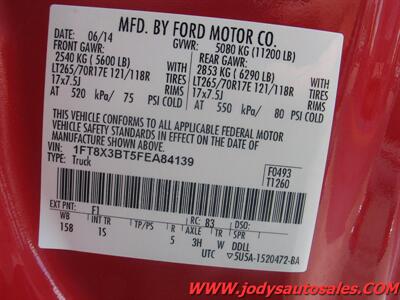 MFD. BY FORD MOTOR CO.
DATE: 06/14 GVWR: 5080 KG (11200 LB)
FRONT GAWR: REAR GAWR:
2540 KG (5600 LB) WITH 2853 KG (6290 LB) WITH
LT265/70R17E 121/118R TIRES LT265/70R17E 121/118R TIRES
17x7.5J RIMS 17x7.5J RIMS
AT 520 kPa/ 75 PSI COLD AT 550 kPa/ 80 PSI COLD
THIS VEHICLE CONFORMS TO ALL APPLICABLE FEDERAL MOTOR
VEHICLE SAFETY STANDARDS IN EFFECT ON THE DATE OF
MANUFACTURE SHOWN ABOVE.
VIN: 1FT8X3BT5FEA84139 F0493
TYPE: Truck T1260
EXT PNT: F1 RC: 83 DSO:
WB INT TR TP/PS R AXLE TR SPR
158 1S 5 3H W DDLL
UTC 5U5A-1520472-BA
www.jodysautosales.com